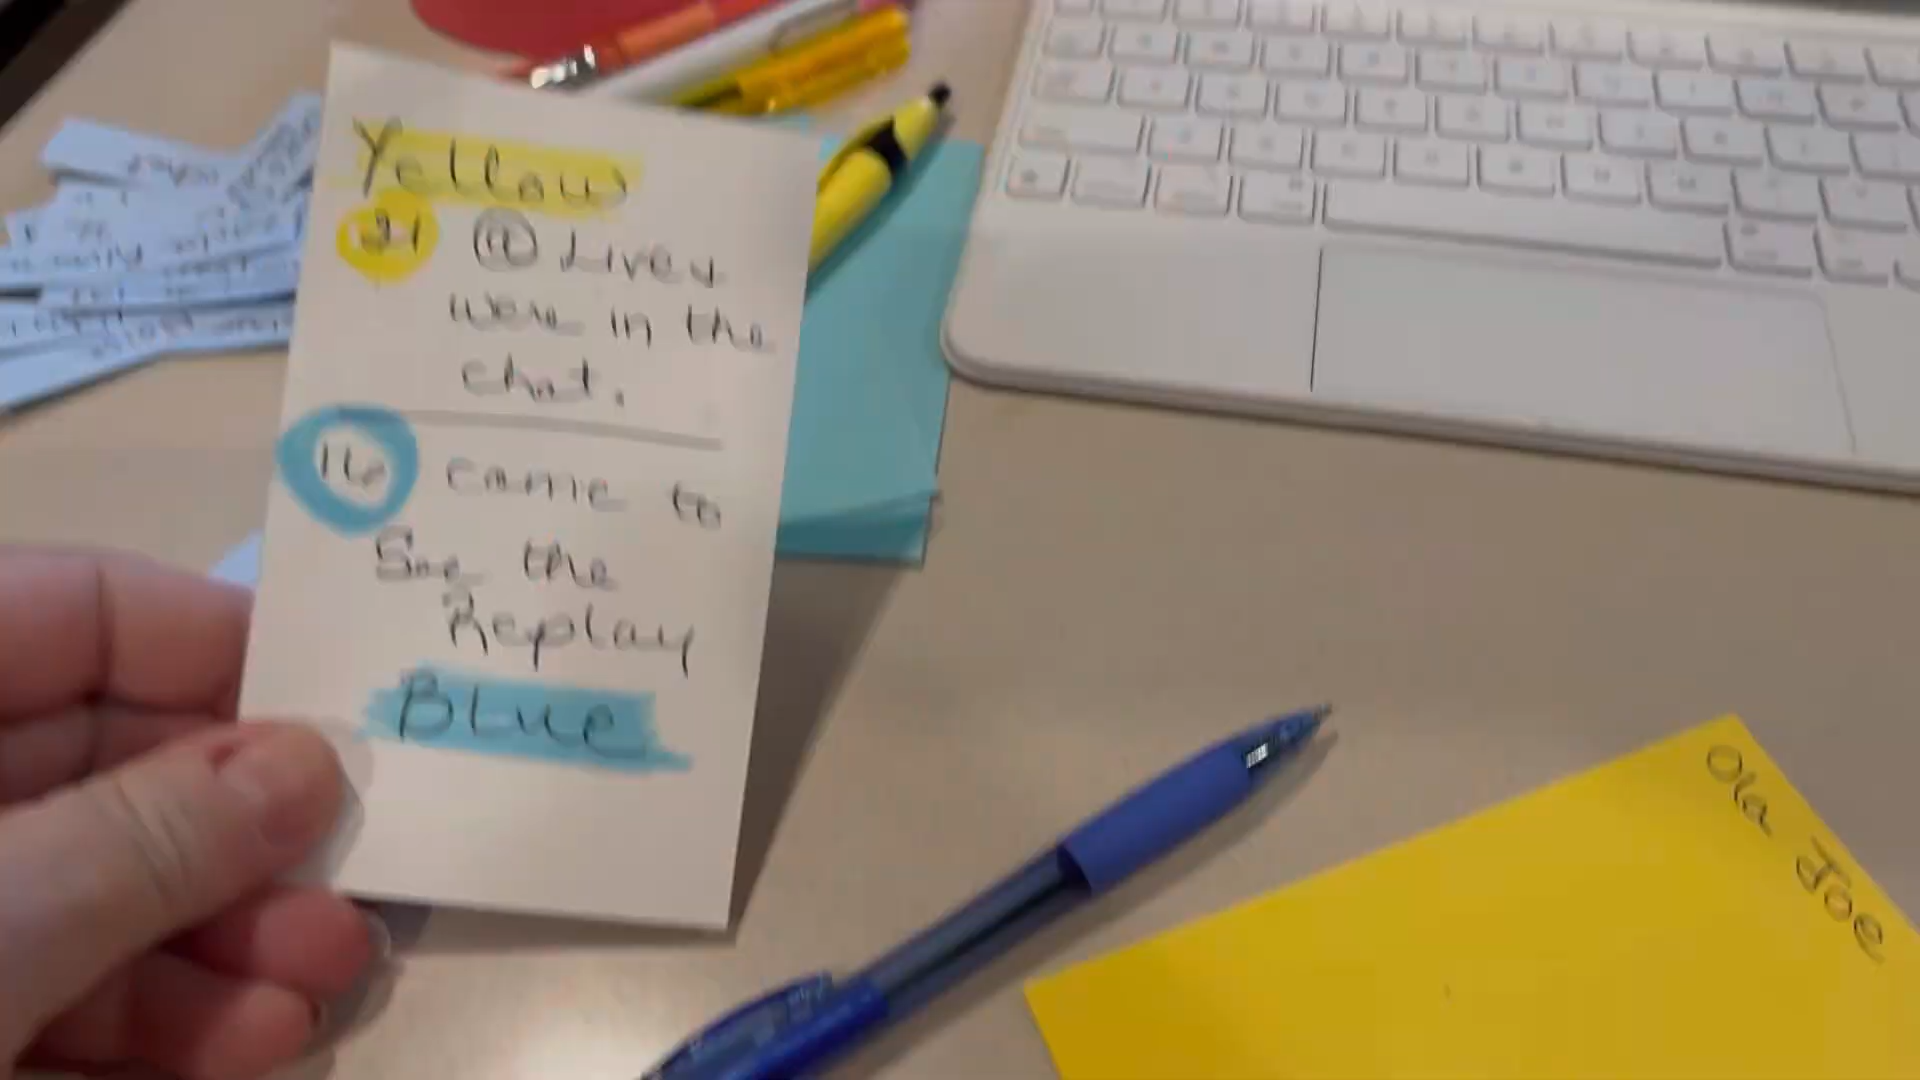 Yellow
21 @ Live &
were in the
chat.
16 came to
See the
Replay
BLue
Ola Joe